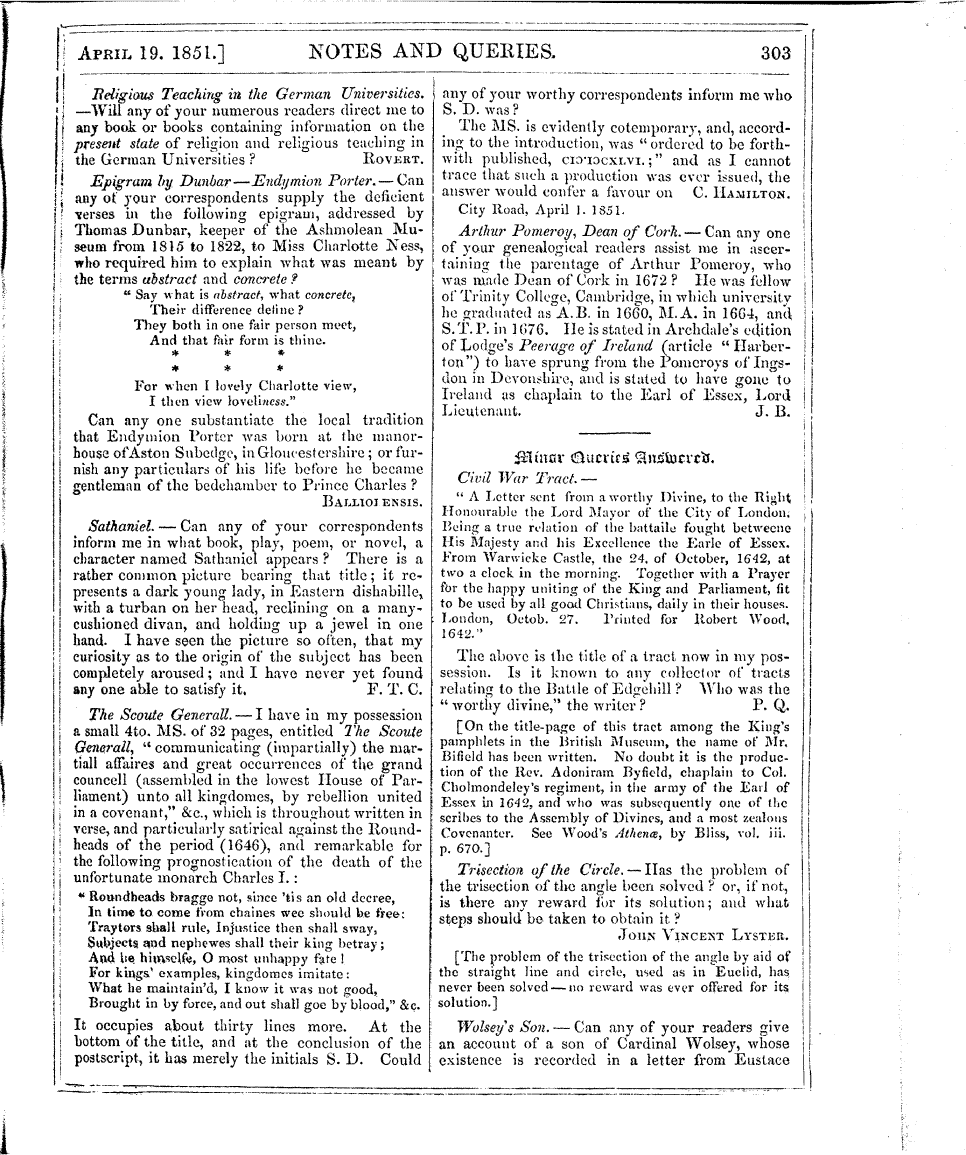 APRIL 19. 1851.] NOTES AND QUERIES. 303
Religious Teaching in the German Universities.
—Will any of your numerous readers direct me to
any book or books containing information on the
present state of religion and religious teaching in
the German Universities? ROVERT.
Epigram by Dunbar—Endymion Porter.—Can
any of your correspondents supply the deficient
verses in the following epigram, addressed by
Thomas Dunbar, keeper of the Ashmolean Mu-
seum from 1815 to 1822, to Miss Charlotte Ness,
who required him to explain what was meant by
the terms abstract and concrete?
"Say what is abstract, what concrete,
Their difference define?
They both in one fair person meet,
And that fair form is thine.
* * *
* * *
For when I lovely Charlotte view,
I then view loveliness."
Can any one substantiate the local tradition
that Endymion Porter was born at the manor-
house of Aston Subedge, in Gloucestershire; or fur-
nish any particulars of his life before he became
gentleman of the bedchamber to Prince Charles?
BALLIOLENSIS.
Sathaniel.—Can any of your correspondents
inform me in what book, play, poem, or novel, a
character named Sathaniel appears? There is a
rather common picture bearing that title; it re-
presents a dark young lady, in Eastern dishabille,
with a turban on her head, reclining on a many-
cushioned divan, and holding up a jewel in one
hand. I have seen the picture so often, that my
curiosity as to the origin of the subject has been
completely aroused; and I have never yet found
any one able to satisfy it. F. T. C.
The Scoute Generall.—I have in my possession
a small 4to. MS. of 32 pages, entitled The Scoute
Generall, "communicating (impartially) the mar-
tiall affaires and great occurrences of the grand
councell (assembled in the lowest House of Par-
liament) unto all kingdomes, by rebellion united
in a covenant," &c., which is throughout written in
verse, and particularly satirical against the Round-
heads of the period (1646), and remarkable for
the following prognostication of the death of the
unfortunate monarch Charles I.:
"Roundheads bragge not, since 'tis an old decree,
In time to come from chaines wee should be free:
Traytors shall rule, Injustice then shall sway,
Subjects and nephewes shall their king betray;
And he himselfe, O most unhappy fate!
For kings' examples, kingdomes imitate:
What he maintain'd, I know it was not good,
Brought in by force, and out shall goe by blood," &c.
It occupies about thirty lines more. At the
bottom of the title, and at the conclusion of the
postscript, it has merely the initials S. D. Could
any of your worthy correspondents inform me who
S. D. was?
The MS. is evidently cotemporary, and, accord-
ing to the introduction, was "ordered to be forth-
with published, CIƆ'IƆCXLVI.;" and as I cannot
trace that such a production was ever issued, the
answer would confer a favour on C. HAMILTON.
City Road, April 1. 1851.
Arthur Pomeroy, Dean of Cork.—Can any one
of your genealogical readers assist me in ascer-
taining the parentage of Arthur Pomeroy, who
was made Dean of Cork in 1672? He was fellow
of Trinity College, Cambridge, in which university
he graduated as A.B. in 1660, M.A. in 1664, and
S.T.P. in 1676. He is stated in Archdale's edition
of Lodge's Peerage of Ireland (article "Harber-
ton") to have sprung from the Pomeroys of Ings-
don in Devonshire, and is stated to have gone to
Ireland as chaplain to the Earl of Essex, Lord
Lieutenant. J. B.
Minor Queries Answered.
Civil War Tract.—
"A Letter sent from a worthy Divine, to the Right
Honourable the Lord Mayor of the City of London.
Being a true relation of the battaile fought betweene
His Majesty and his Excellence the Earle of Essex.
From Warwicke Castle, the 24. of October, 1642, at
two a clock in the morning. Together with a Prayer
for the happy uniting of the King and Parliament, fit
to be used by all good Christians, daily in their houses.
London, Octob. 27. Printed for Robert Wood,
1642."
The above is the title of a tract now in my pos-
session. Is it known to any collector of tracts
relating to the Battle of Edgehill? Who was the
"worthy divine," the writer? P. Q.
[On the title-page of this tract among the King's
pamphlets in the British Museum, the name of Mr.
Bifield has been written. No doubt it is the produc-
tion of the Rev. Adoniram Byfield, chaplain to Col.
Cholmondeley's regiment, in the army of the Earl of
Essex in 1642, and who was subsequently one of the
scribes to the Assembly of Divines, and a most zealous
Covenanter. See Wood's Athenæ, by Bliss, vol. iii.
p. 670.]
Trisection of the Circle.—Has the problem of
the trisection of the angle been solved? or, if not,
is there any reward for its solution; and what
steps should be taken to obtain it?
JOHN VINCENT LYSTER.
[The problem of the trisection of the angle by aid of
the straight line and circle, used as in Euclid, has
never been solved—no reward was ever offered for its
solution.]
Wolsey's Son.—Can any of your readers give
an account of a son of Cardinal Wolsey, whose
existence is recorded in a letter from Eustace